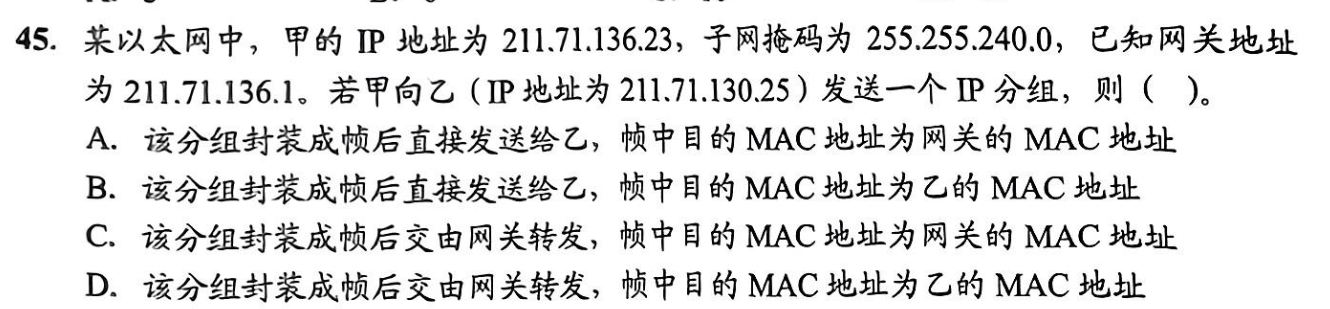 45. 某以太网中，甲的 IP 地址为 211.71.136.23，子网掩码为 255.255.240.0，已知网关地址
为 211.71.136.1。若甲向乙（IP 地址为 211.71.130.25）发送一个 IP 分组，则（ ）。
A. 该分组封装成帧后直接发送给乙，帧中目的 MAC 地址为网关的 MAC 地址
B. 该分组封装成帧后直接发送给乙，帧中目的 MAC 地址为乙的 MAC 地址
C. 该分组封装成帧后交由网关转发，帧中目的 MAC 地址为网关的 MAC 地址
D. 该分组封装成帧后交由网关转发，帧中目的 MAC 地址为乙的 MAC 地址